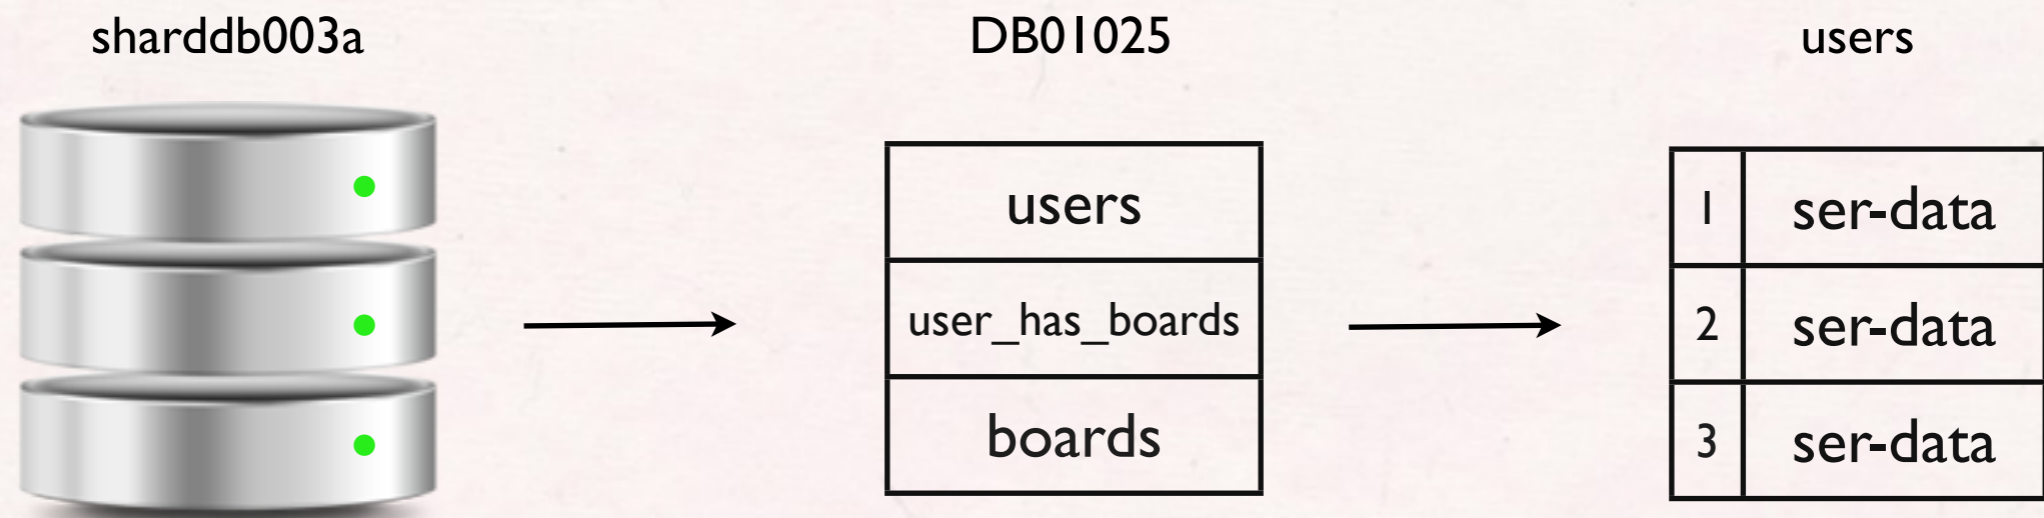 sharddb003a
DB01025
users
users
user_has_boards
boards
1 ser-data
2 ser-data
3 ser-data